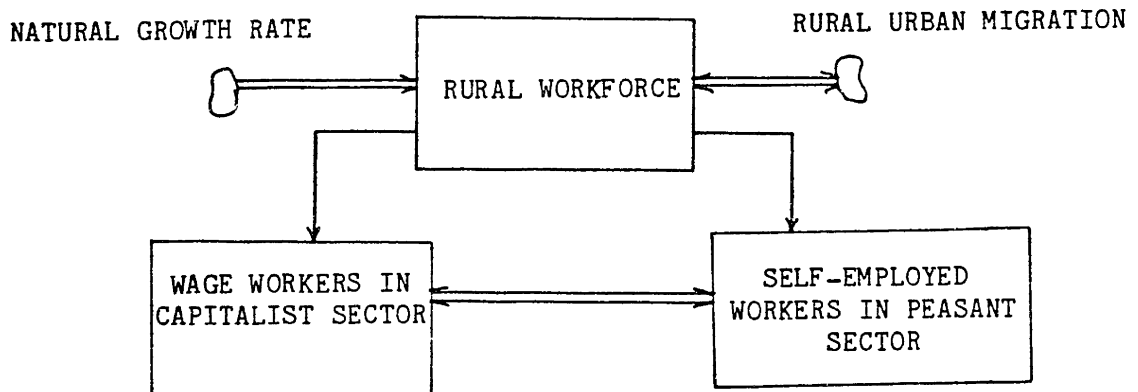 NATURAL GROWTH RATE
RURAL URBAN MIGRATION
RURAL WORKFORCE
WAGE WORKERS IN
CAPITALIST SECTOR
SELF-EMPLOYED
WORKERS IN PEASANT
SECTOR